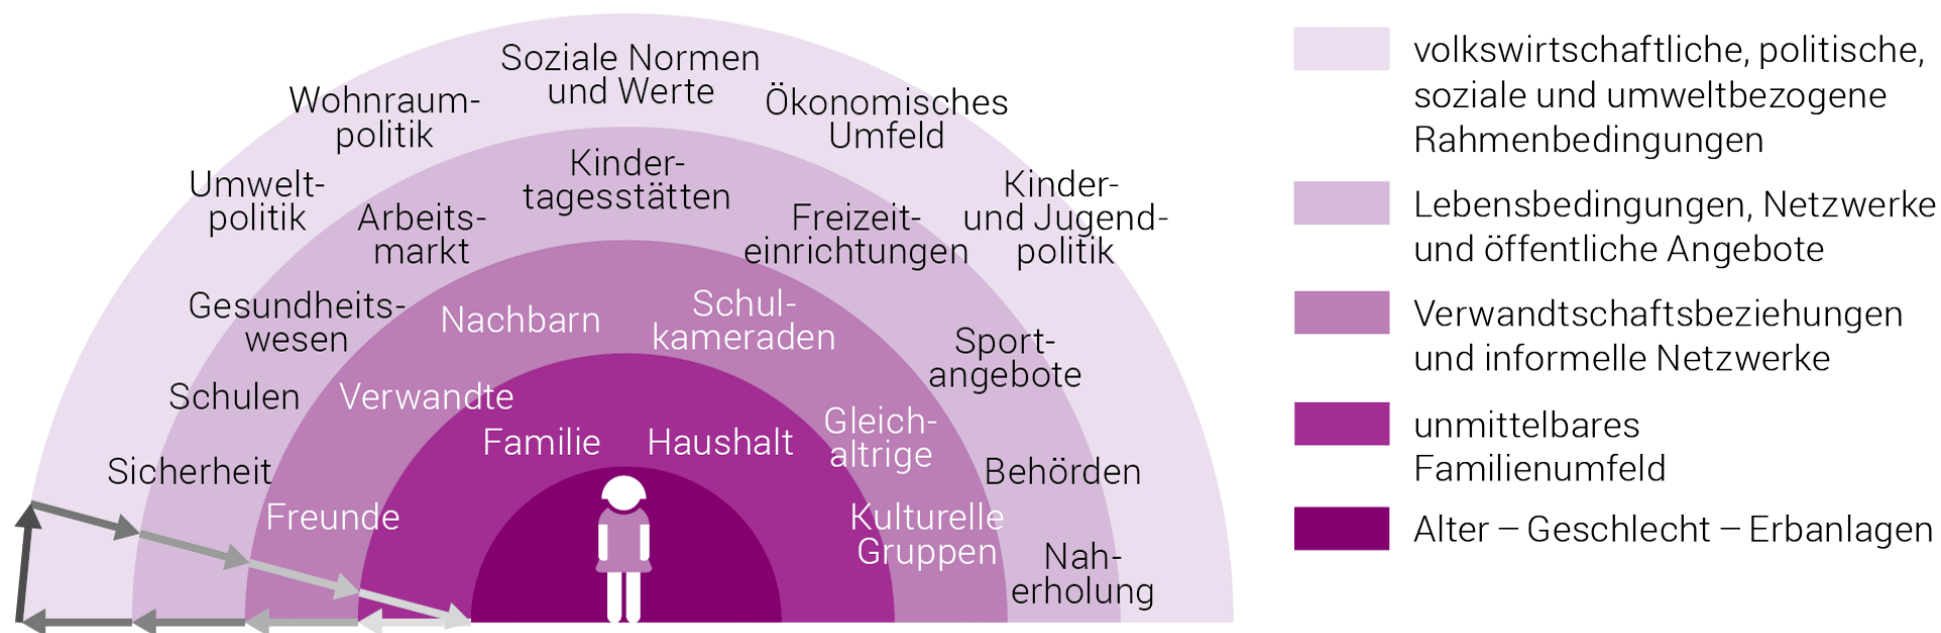 Soziale Normen
und Werte
Wohnraum-
politik
Ökonomisches
Umfeld
Umwelt-
politik
Kinder-
und Jugend-
politik
Kinder-
tagesstätten
Arbeits-
markt
Freizeit-
einrichtungen
Gesundheits-
wesen
Sport-
angebote
Schulen
Sicherheit
Behörden
Nah-
erholung
Nachbarn
Schul-
kameraden
Verwandte
Gleich-
altrige
Freunde
Kulturelle
Gruppen
Familie
Haushalt
volkswirtschaftliche, politische,
soziale und umweltbezogene
Rahmenbedingungen
Lebensbedingungen, Netzwerke
und öffentliche Angebote
Verwandtschaftsbeziehungen
und informelle Netzwerke
unmittelbares
Familienumfeld
Alter – Geschlecht – Erbanlagen